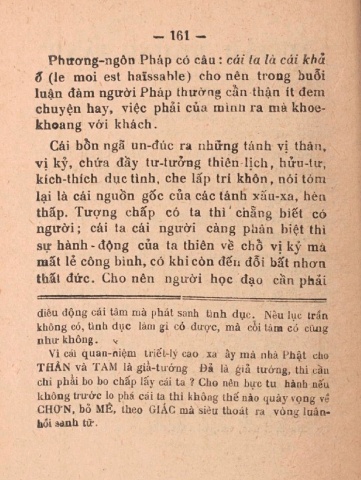 — 161 —
Phương-ngôn Pháp có câu : cái ta là cái khả
ố (le moi est haïssable) cho nên trong buổi
luận đàm người Pháp thường cẩn thận ít đem
chuyện hay, việc phải của mình ra mà khoe-
khoang với khách.
Cái bổn ngã un-đúc ra những tánh vị thân,
vị kỷ, chứa đầy tư-tưởng thiên-lịch, hửu-tư,
kích-thích dục tình, che lấp trí khôn, nói tóm
lại là cái nguồn gốc của các tánh xấu-xa, hèn
thấp. Tượng chấp có ta thì chẳng biết có
người ; cái ta cái người càng phân biệt thì
sự hành-động của ta thiên về chỗ vị kỷ mà
mất lẽ công bình, có khi còn đến đổi bất nhơn
thất đức. Cho nên người học đạo cần phải
điều động cái tâm mà phát sanh tình dục. Nếu lục trần
không có, tình dục làm gì có được, mà cổi tâm có cũng
như không.
Vì cái quan-niệm triết-lý cao xa ấy mà nhà Phật cho
THÂN và TÂM là giả-tướng Đã là giả tướng, thì cần
chi phải bo bo chấp lấy cái ta ? Cho nên bực tu hành nếu
không trước lo phá cái ta thì không thế nào quày vọng về
CHƠN, bỏ MÊ, theo GIÁC mà siêu thoát ra vòng luân-
hồi sanh tử.